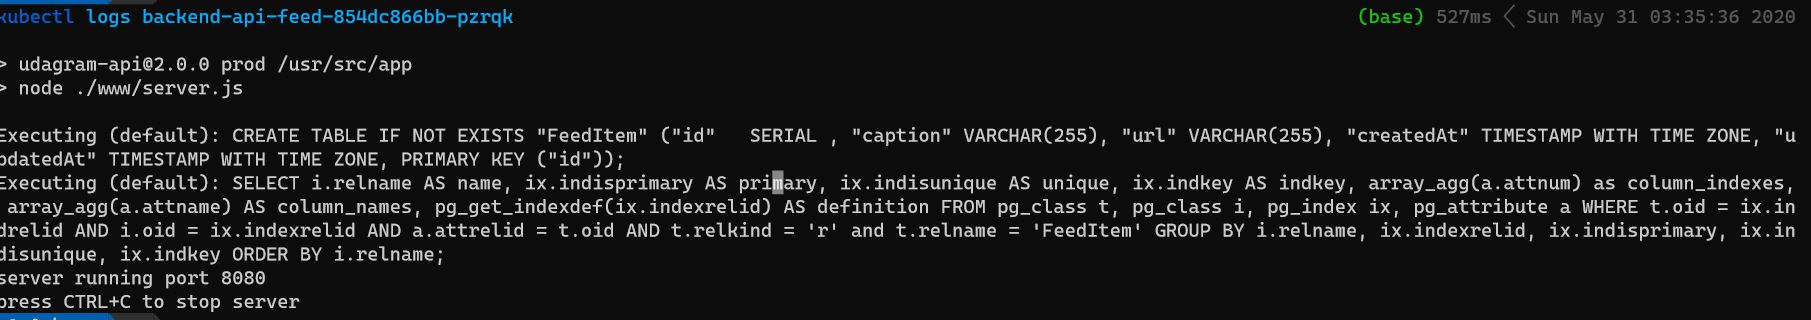 kubectl logs backend-api-feed-854dc866bb-pzrqk (base) 527ms < Sun May 31 03:35:36 2020
> udagram-api@2.0.0 prod /usr/src/app
> node ./www/server.js
Executing (default): CREATE TABLE IF NOT EXISTS "FeedItem" ("id"   SERIAL , "caption" VARCHAR(255), "url" VARCHAR(255), "createdAt" TIMESTAMP WITH TIME ZONE, "u
pdatedAt" TIMESTAMP WITH TIME ZONE, PRIMARY KEY ("id"));
Executing (default): SELECT i.relname AS name, ix.indisprimary AS primary, ix.indisunique AS unique, ix.indkey AS indkey, array_agg(a.attnum) as column_indexes,
array_agg(a.attname) AS column_names, pg_get_indexdef(ix.indexrelid) AS definition FROM pg_class t, pg_class i, pg_index ix, pg_attribute a WHERE t.oid = ix.in
drelid AND i.oid = ix.indexrelid AND a.attrelid = t.oid AND t.relkind = 'r' and t.relname = 'FeedItem' GROUP BY i.relname, ix.indexrelid, ix.indisprimary, ix.in
disunique, ix.indkey ORDER BY i.relname;
server running port 8080
press CTRL+C to stop server